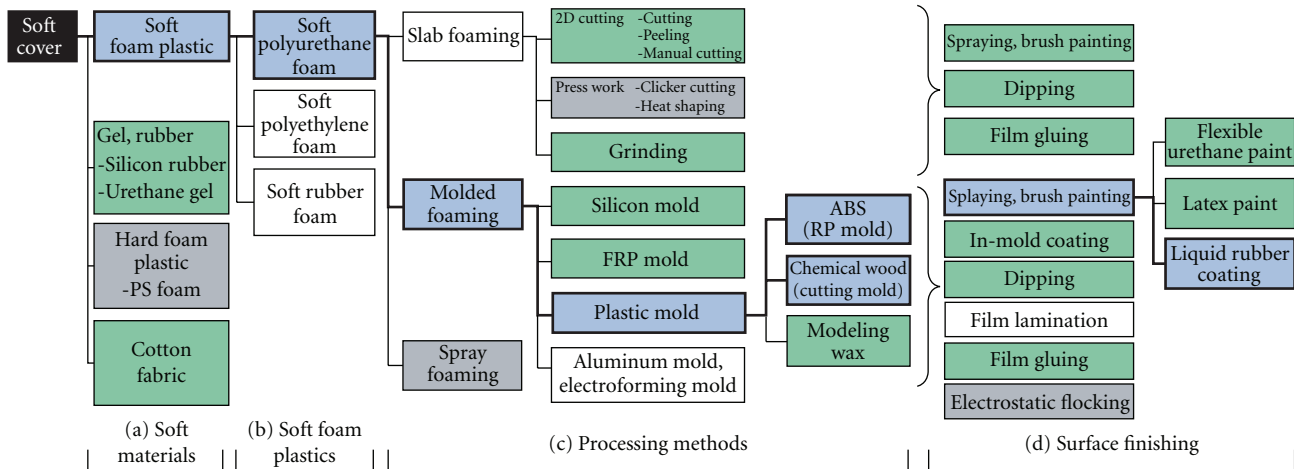 Soft
cover
Soft
foam plastic
Gel, rubber
-Silicon rubber
-Urethane gel
Hard foam
plastic
-PS foam
Cotton
fabric
Soft
polyurethane
foam
Soft
polyethylene
foam
Soft rubber
foam
Slab foaming
Molded
foaming
Spray
foaming
2D cutting -Cutting
-Peeling
-Manual cutting
Press work -Clicker cutting
-Heat shaping
Grinding
Silicon mold
FRP mold
Plastic mold
Aluminum mold,
electroforming mold
ABS
(RP mold)
Chemical wood
(cutting mold)
Modeling
wax
Spraying, brush painting
Dipping
Film gluing
Splaying, brush painting
In-mold coating
Dipping
Film lamination
Film gluing
Electrostatic flocking
Flexible
urethane paint
Latex paint
Liquid rubber
coating
(a) Soft
materials
(b) Soft foam
plastics
(c) Processing methods
(d) Surface finishing